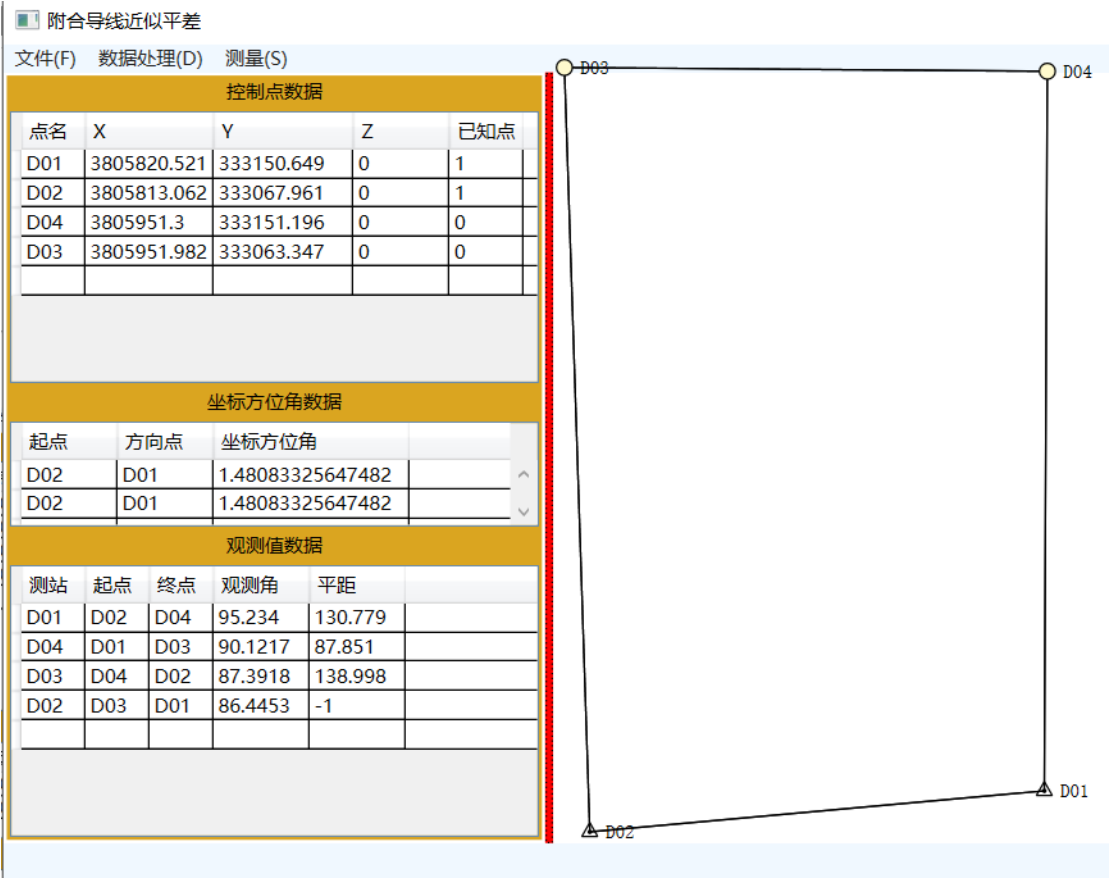 附合导线近似平差
文件(F) 数据处理(D) 测量(S)
控制点数据
点名 X Y Z 已知点
D01 3805820.521 333150.649 0 1
D02 3805813.062 333067.961 0 1
D04 3805951.3 333151.196 0 0
D03 3805951.982 333063.347 0 0
坐标方位角数据
起点 方向点 坐标方位角
D02 D01 1.48083325647482
D02 D01 1.48083325647482
观测值数据
测站 起点 终点 观测角 平距
D01 D02 D04 95.234 130.779
D04 D01 D03 90.1217 87.851
D03 D04 D02 87.3918 138.998
D02 D03 D01 86.4453 -1
D03
D04
D01
D02